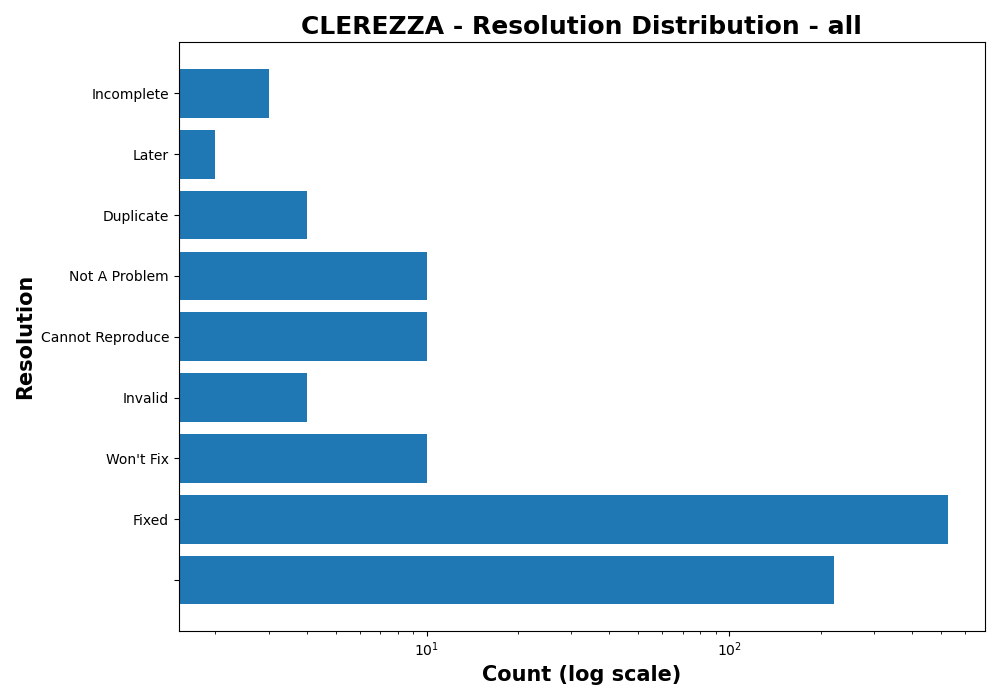 CLEREZZA - Resolution Distribution - all
Incomplete
Later
Duplicate
Not A Problem
Cannot Reproduce
Invalid
Won't Fix
Fixed
Resolution
10¹ 10²
Count (log scale)